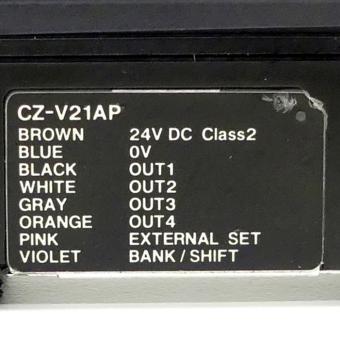 CZ-V21AP
BROWN 24V DC Class2
BLUE 0V
BLACK OUT1
WHITE OUT2
GRAY OUT3
ORANGE OUT4
PINK EXTERNAL SET
VIOLET BANK/SHIFT